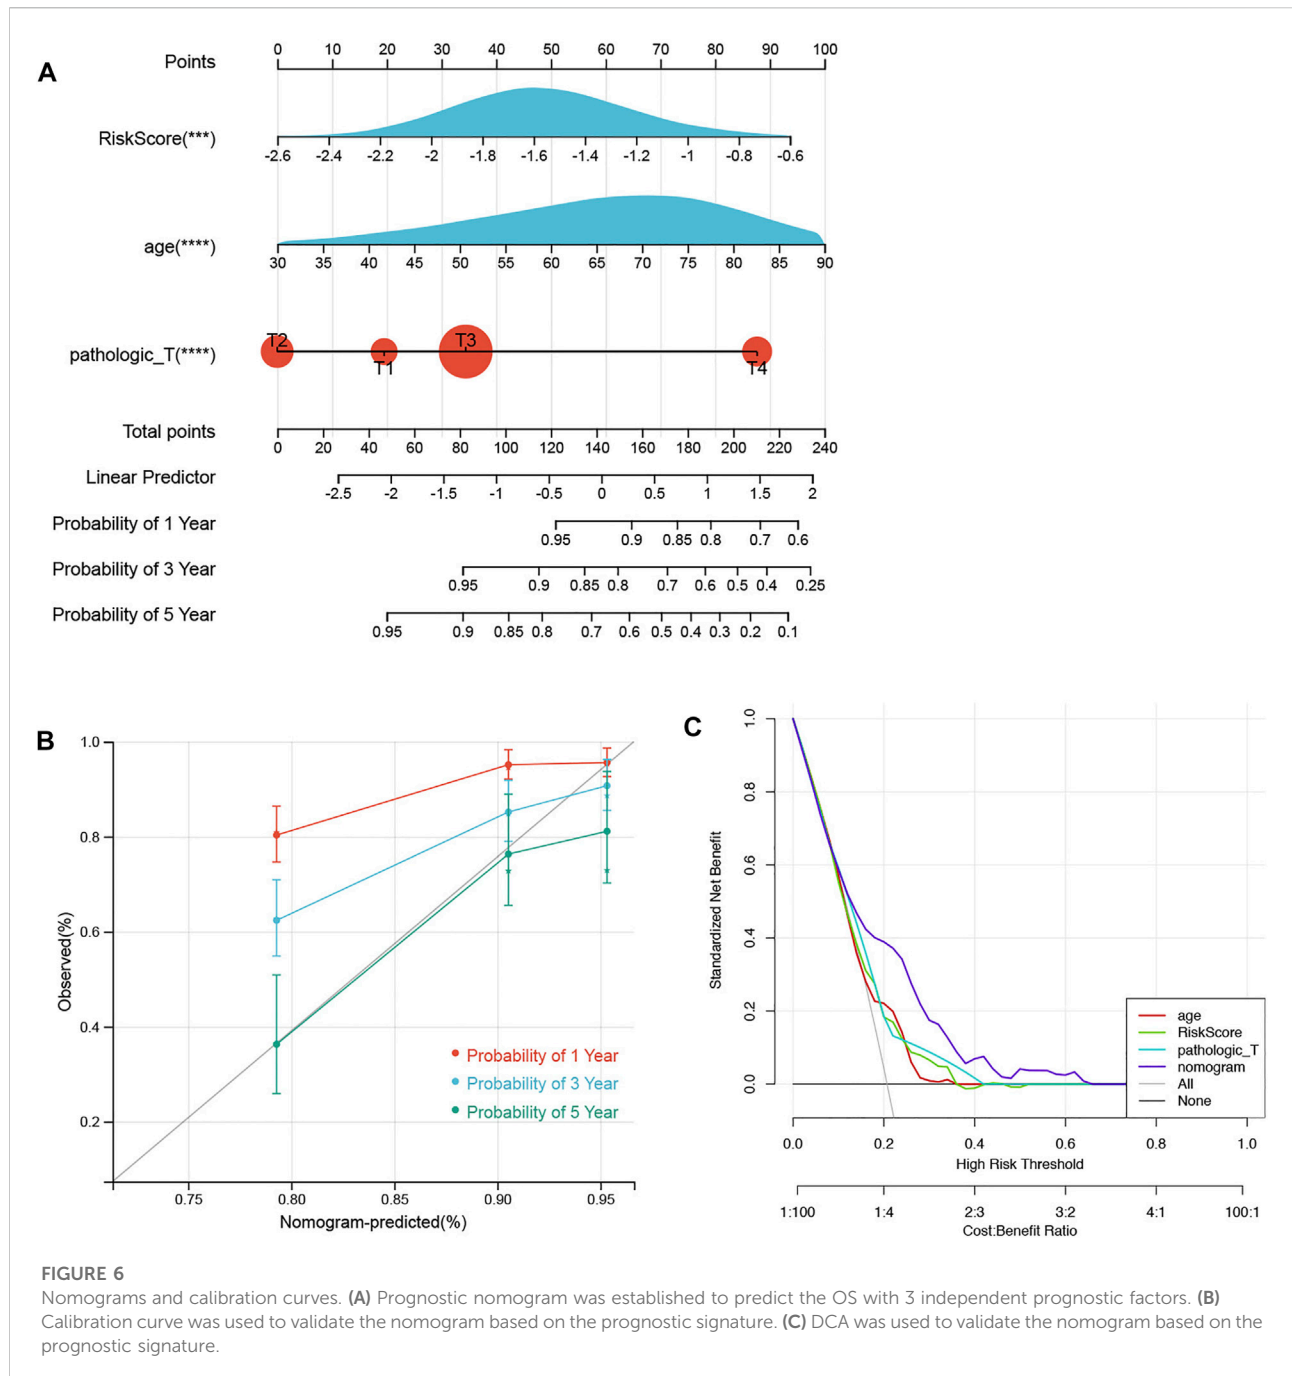 A
Points
0 10 20 30 40 50 60 70 80 90 100
RiskScore(***)
-2.6 -2.4 -2.2 -2 -1.8 -1.6 -1.4 -1.2 -1 -0.8 -0.6
age(****)
30 35 40 45 50 55 60 65 70 75 80 85 90
pathologic_T(****)
T2 T3
T1 T4
Total points
0 20 40 60 80 100 120 140 160 180 200 220 240
Linear Predictor
-2.5 -2 -1.5 -1 -0.5 0 0.5 1 1.5 2
Probability of 1 Year
0.95 0.9 0.85 0.8 0.7 0.6
Probability of 3 Year
0.95 0.9 0.85 0.8 0.7 0.6 0.5 0.4 0.25
Probability of 5 Year
0.95 0.9 0.85 0.8 0.7 0.6 0.5 0.4 0.3 0.2 0.1
B
Observed(%)
1.0
0.8
0.6
0.4
0.2
Probability of 1 Year
Probability of 3 Year
Probability of 5 Year
0.75 0.80 0.85 0.90 0.95
Nomogram-predicted(%)
C
Standardized Net Benefit
1.0
0.8
0.6
0.4
0.2
0.0
age
RiskScore
pathologic_T
nomogram
All
None
0.0 0.2 0.4 0.6 0.8 1.0
High Risk Threshold
1:100 1:4 2:3 3:2 4:1 100:1
Cost:Benefit Ratio
FIGURE 6
Nomograms and calibration curves. (A) Prognostic nomogram was established to predict the OS with 3 independent prognostic factors. (B)
Calibration curve was used to validate the nomogram based on the prognostic signature. (C) DCA was used to validate the nomogram based on the
prognostic signature.